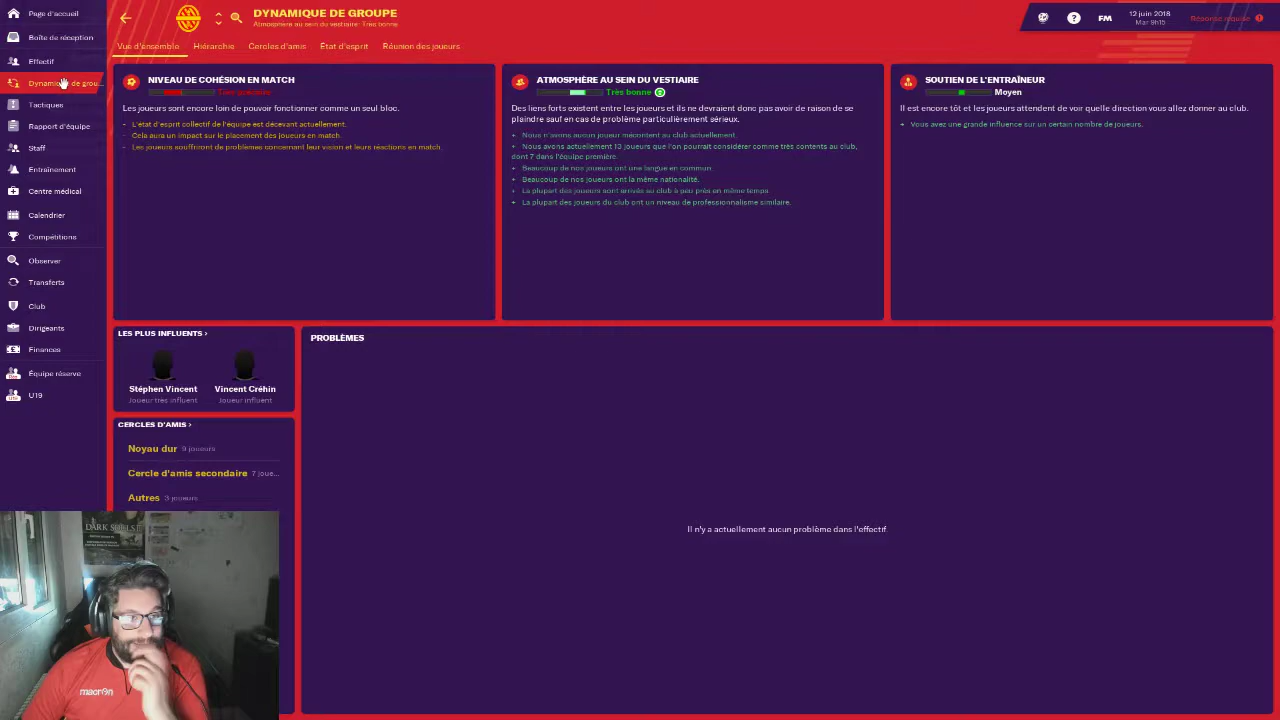 Page d'accueil
Boîte de réception
Effectif
Dynamique de grou...
Tactiques
Rapport d'équipe
Staff
Entraînement
Centre médical
Calendrier
Compétitions
Observer
Transferts
Club
Dirigeants
Finances
Équipe réserve
U19
DYNAMIQUE DE GROUPE
Atmosphère au sein du vestiaire: Très bonne
FM
12 juin 2018
Mar 9h15
Réponse requise
Vue d'ensemble
Hiérarchie
Cercles d'amis
État d'esprit
Réunion des joueurs
NIVEAU DE COHÉSION EN MATCH
Les joueurs sont encore loin de pouvoir fonctionner comme un seul bloc.
- L'état d'esprit collectif de l'équipe est décevant actuellement.
- Cela aura un impact sur le placement des joueurs en match.
- Les joueurs souffriront de problèmes concernant leur vision et leurs réactions en match.
ATMOSPHÈRE AU SEIN DU VESTIAIRE
Très bonne
Des liens forts existent entre les joueurs et ils ne devraient donc pas avoir de raison de se
plaindre sauf en cas de problème particulièrement sérieux.
+ Nous n'avons aucun joueur mécontent au club actuellement.
+ Nous avons actuellement 13 joueurs que l'on pourrait considérer comme très contents au club,
dont 7 dans l'équipe première.
+ Beaucoup de nos joueurs ont une langue en commun.
+ Beaucoup de nos joueurs ont la même nationalité.
+ La plupart des joueurs sont arrivés au club à peu près en même temps.
+ La plupart des joueurs du club ont un niveau de professionnalisme similaire.
SOUTIEN DE L'ENTRAÎNEUR
Moyen
Il est encore tôt et les joueurs attendent de voir quelle direction vous allez donner au club.
+ Vous avez une grande influence sur un certain nombre de joueurs.
LES PLUS INFLUENTS ›
Stéphen Vincent
Joueur très influent
Vincent Créhin
Joueur influent
CERCLES D'AMIS ›
Noyau dur 9 joueurs
Cercle d'amis secondaire 7 joue...
Autres 3 joueurs
PROBLÈMES
Il n'y a actuellement aucun problème dans l'effectif.
DARK SOULS II
macron